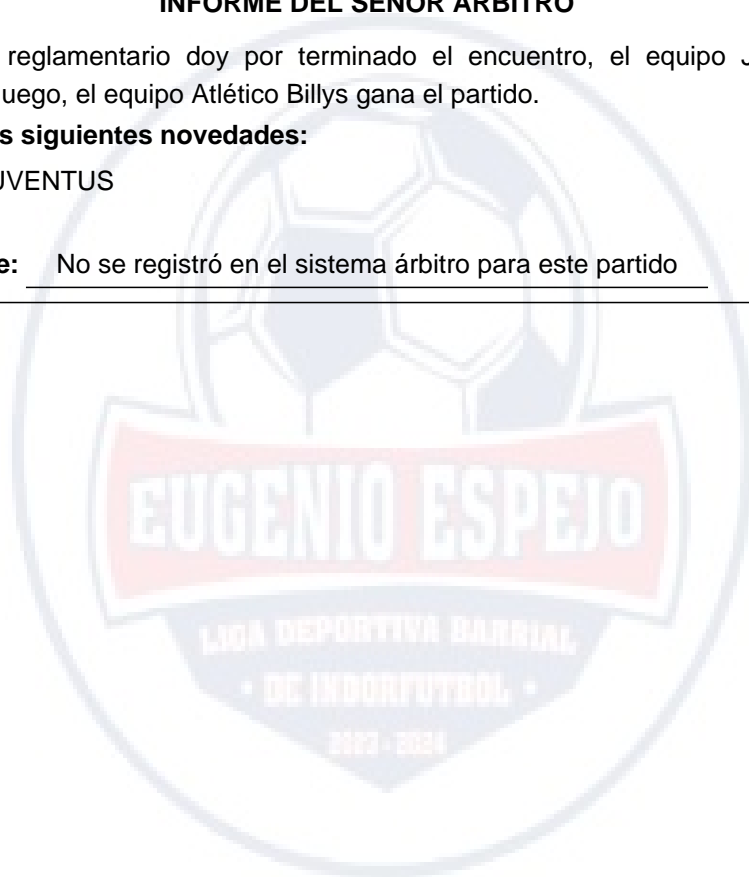 INFORME DEL SEÑOR ÁRBITRO
reglamentario doy por terminado el encuentro, el equipo J
uego, el equipo Atlético Billys gana el partido.
s siguientes novedades:
UVENTUS
e: No se registró en el sistema árbitro para este partido
EUGENIO ESPEJO
LIGA DEPORTIVA BARRIAL
• DE INDORFUTBOL •
2023 - 2024